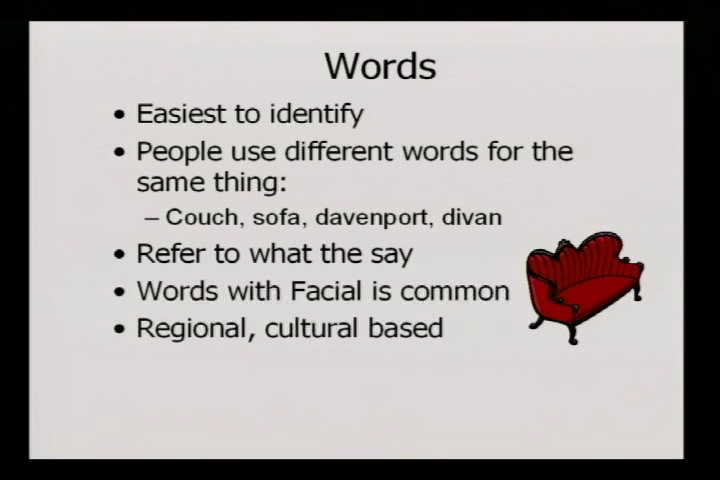 Words
• Easiest to identify
• People use different words for the
same thing:
– Couch, sofa, davenport, divan
• Refer to what the say
• Words with Facial is common
• Regional, cultural based